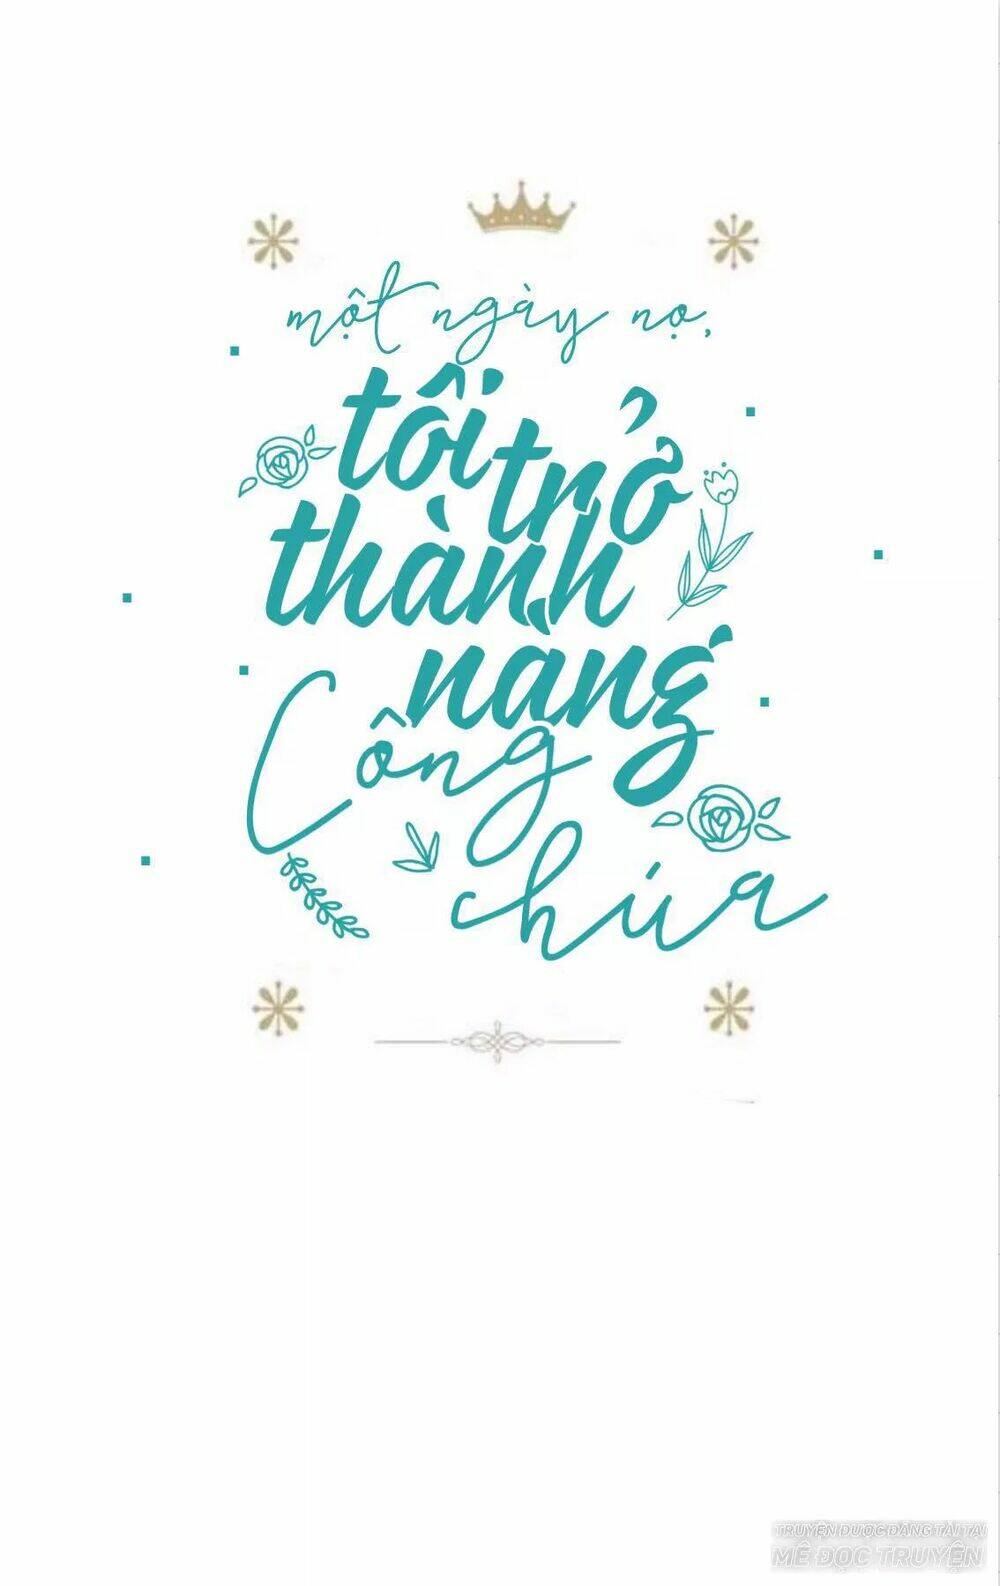 một ngày nọ,
tôi trở
thành
nàng
Công
chúa
TRUYỆN ĐƯỢC ĐĂNG TẢI TẠI
MÊ ĐỌC TRUYỆN